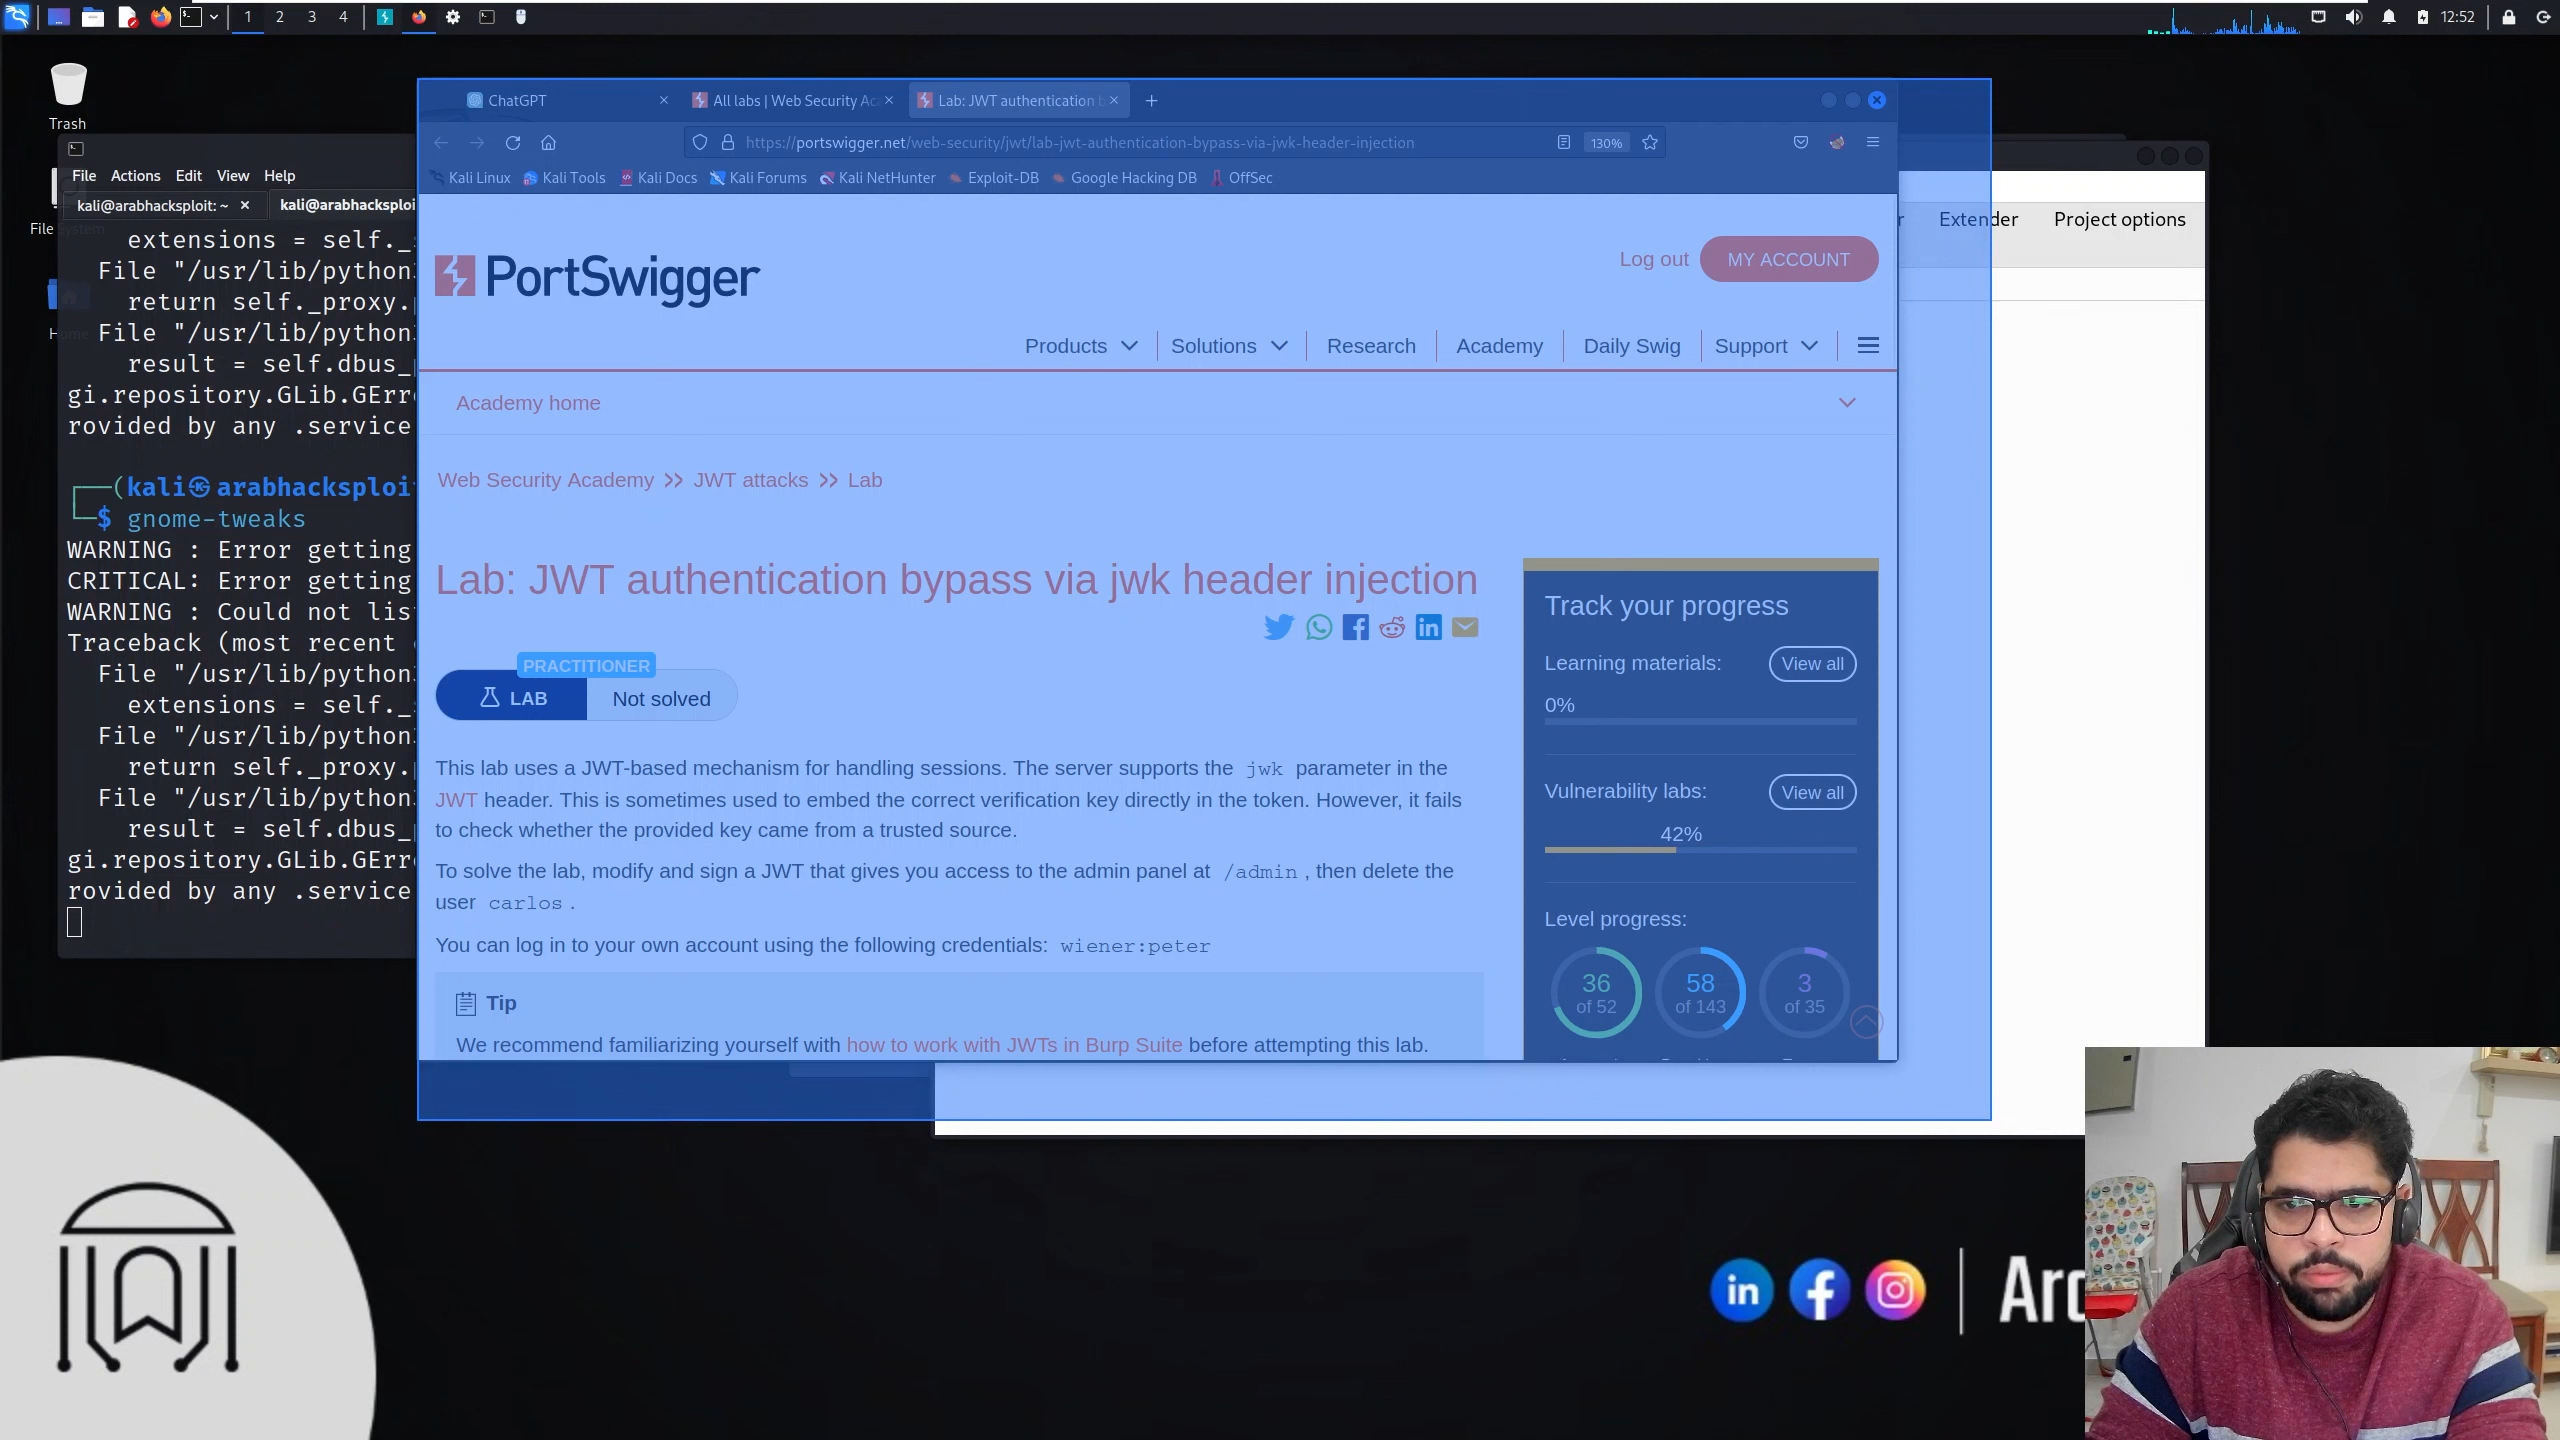 1 2 3 4
12:52
Trash
File System
Home
File Actions Edit View Help
kali@arabhacksploit: ~ ×
kali@arabhacksploi
extensions = self._
File "/usr/lib/python
return self._proxy.
File "/usr/lib/python
result = self.dbus_
gi.repository.GLib.GErr
rovided by any .service
(kali㉿arabhacksploi
$ gnome-tweaks
WARNING : Error getting
CRITICAL: Error getting
WARNING : Could not lis
Traceback (most recent
File "/usr/lib/python
extensions = self._
File "/usr/lib/python
return self._proxy.
File "/usr/lib/python
result = self.dbus_
gi.repository.GLib.GErr
rovided by any .service
ChatGPT
All labs | Web Security Ac
Lab: JWT authentication b
https://portswigger.net/web-security/jwt/lab-jwt-authentication-bypass-via-jwk-header-injection
130%
Kali Linux Kali Tools Kali Docs Kali Forums Kali NetHunter Exploit-DB Google Hacking DB OffSec
PortSwigger
Log out MY ACCOUNT
Products Solutions Research Academy Daily Swig Support
Academy home
Web Security Academy >> JWT attacks >> Lab
Lab: JWT authentication bypass via jwk header injection
PRACTITIONER
LAB Not solved
This lab uses a JWT-based mechanism for handling sessions. The server supports the jwk parameter in the
JWT header. This is sometimes used to embed the correct verification key directly in the token. However, it fails
to check whether the provided key came from a trusted source.
To solve the lab, modify and sign a JWT that gives you access to the admin panel at /admin, then delete the
user carlos.
You can log in to your own account using the following credentials: wiener:peter
Tip
We recommend familiarizing yourself with how to work with JWTs in Burp Suite before attempting this lab.
Track your progress
Learning materials: View all
0%
Vulnerability labs: View all
42%
Level progress:
36 of 52
58 of 143
3 of 35
r Extender Project options
in f
Ar